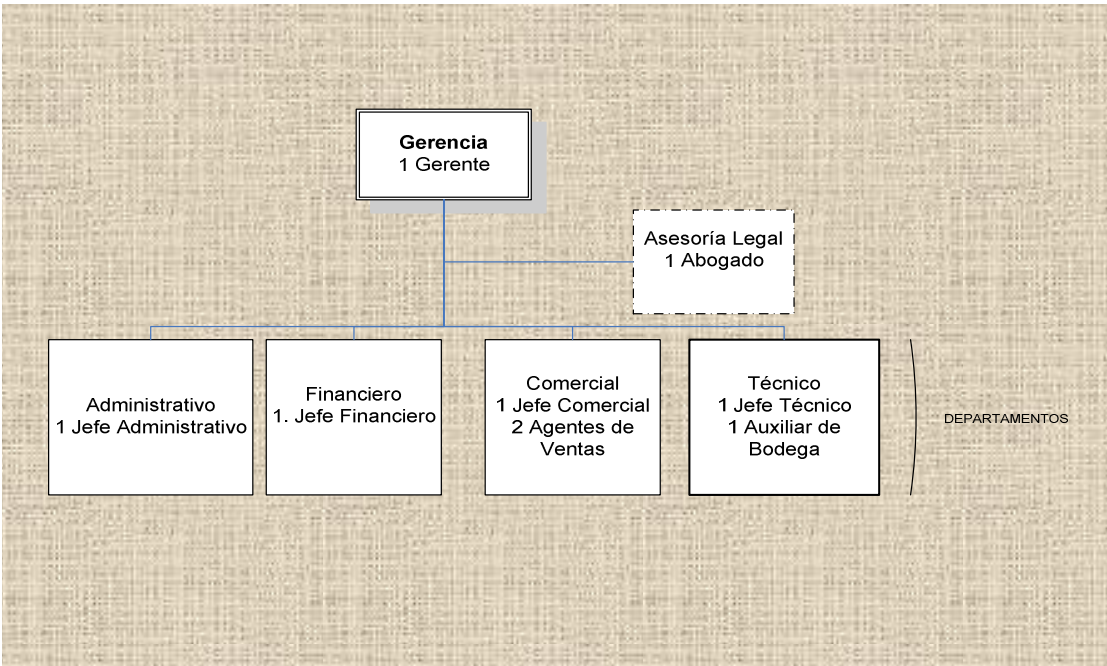 Gerencia
1 Gerente
Asesoría Legal
1 Abogado
Administrativo
1 Jefe Administrativo
Financiero
1. Jefe Financiero
Comercial
1 Jefe Comercial
2 Agentes de
Ventas
Técnico
1 Jefe Técnico
1 Auxiliar de
Bodega
DEPARTAMENTOS